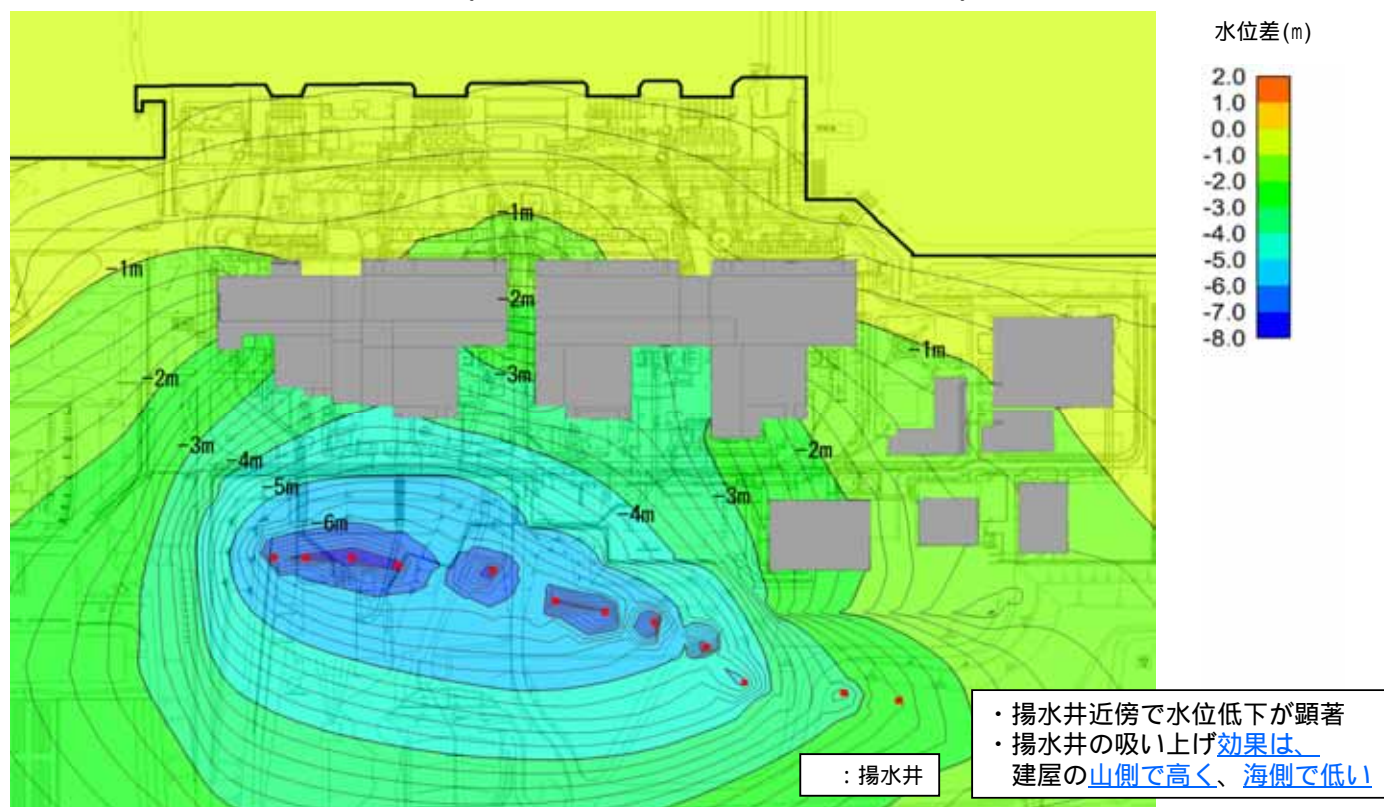 水位差(m)
2.0
1.0
0.0
-1.0
-2.0
-3.0
-4.0
-5.0
-6.0
-7.0
-8.0
-1m
-1m
-2m
-1m
-3m
-2m
-2m
-3m
-4m
-5m
-3m
-4m
-6m
:揚水井
・揚水井近傍で水位低下が顕著
・揚水井の吸い上げ効果は、
建屋の山側で高く、海側で低い